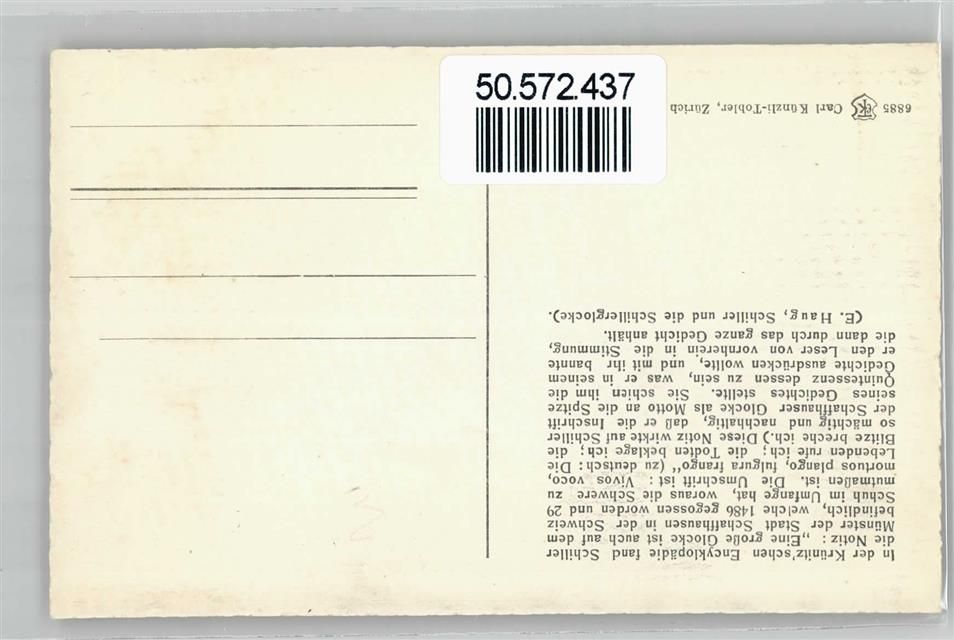 50.572.437
6885 CKT Carl Künzli-Tobler, Zürich
In der Krünitz'schen Encyklopädie fand Schiller
die Notiz: „Eine große Glocke ist auch auf dem
Münster der Stadt Schaffhausen in der Schweiz
befindlich, welche 1486 gegossen worden und 29
Schuh im Umfange hat, woraus die Schwere zu
mutmaßen ist. Die Umschrift ist: Vivos voco,
mortuos plango, fulgura frango“ (zu deutsch: Die
Lebenden rufe ich; die Todten beklage ich; die
Blitze breche ich.) Diese Notiz wirkte auf Schiller
so mächtig und nachhaltig, daß er die Inschrift
der Schaffhauser Glocke als Motto an die Spitze
seines Gedichtes stellte. Sie schien ihm die
Quintessenz dessen zu sein, was er in seinem
Gedichte ausdrücken wollte, und mit ihr bannte
er den Leser von vornherein in die Stimmung,
die dann durch das ganze Gedicht anhält.
(E. Haug, Schiller und die Schillerglocke).